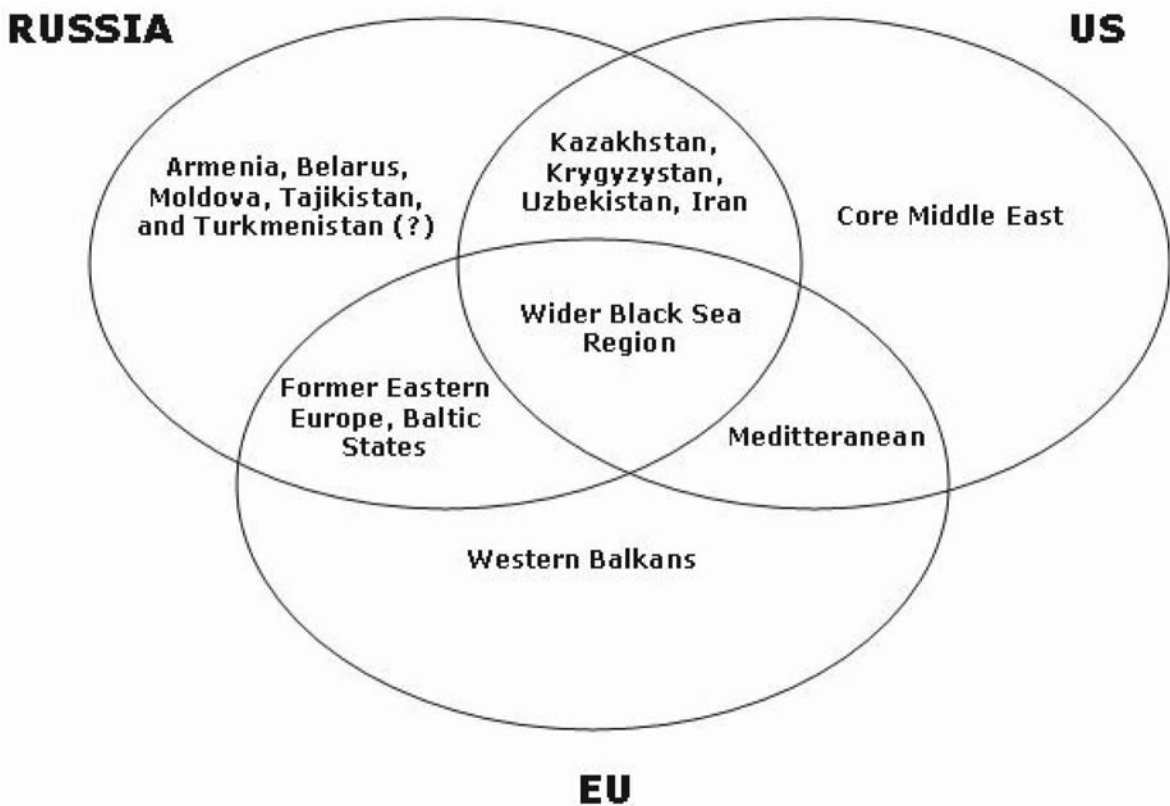 RUSSIA
US
Armenia, Belarus,
Moldova, Tajikistan,
and Turkmenistan (?)
Kazakhstan,
Krygyzystan,
Uzbekistan, Iran
Core Middle East
Wider Black Sea
Region
Former Eastern
Europe, Baltic
States
Meditteranean
Western Balkans
EU